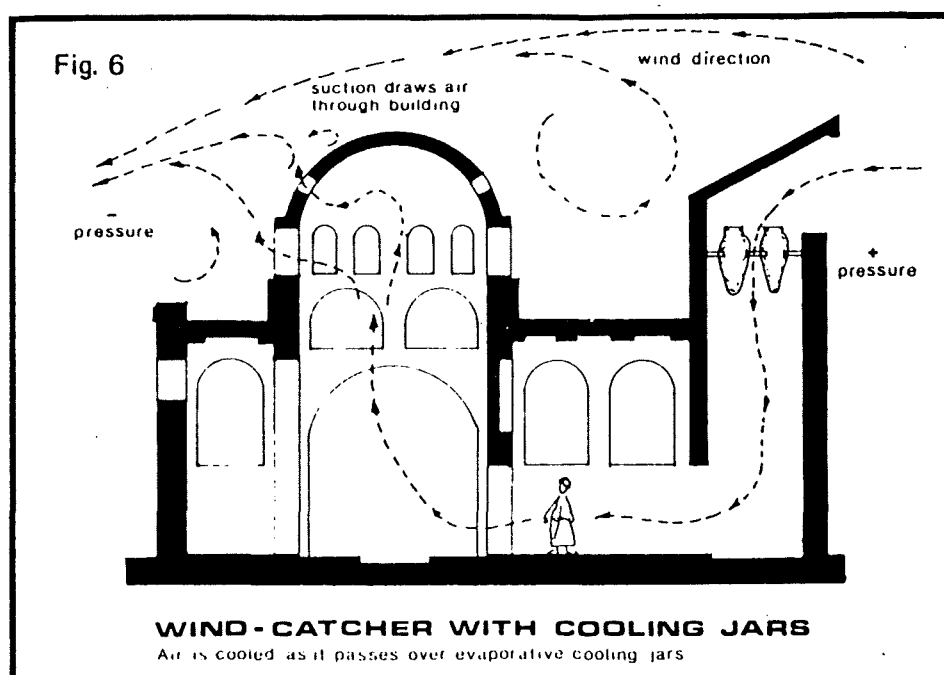 Fig. 6
wind direction
suction draws air
through building
−
pressure
+
pressure
WIND-CATCHER WITH COOLING JARS
Air is cooled as it passes over evaporative cooling jars